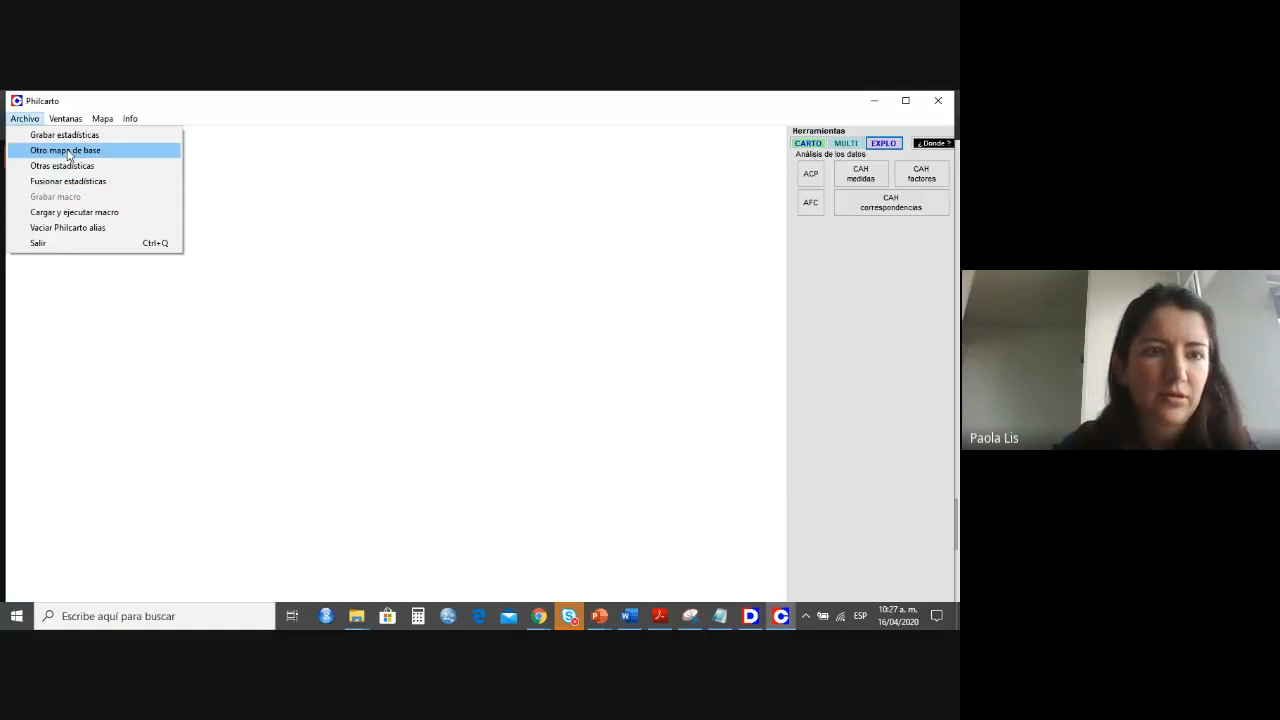 Philcarto
Archivo Ventanas Mapa Info
Grabar estadísticas
Otro mapa de base
Otras estadísticas
Fusionar estadísticas
Grabar macro
Cargar y ejecutar macro
Vaciar Philcarto alias
Salir Ctrl+Q
Herramientas
CARTO MULTI EXPLO ¿ Donde ?
Análisis de los datos
ACP
CAH
medidas
CAH
factores
AFC
CAH
correspondencias
Paola Lis
Escribe aquí para buscar
ESP
10:27 a. m.
16/04/2020